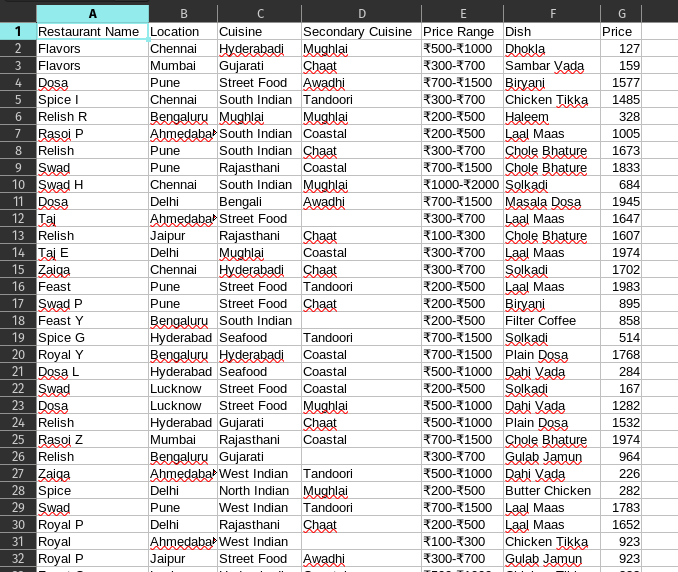 A B C D E F G
1 Restaurant Name Location Cuisine Secondary Cuisine Price Range Dish Price
2 Flavors Chennai Hyderabadi Mughlai ₹500-₹1000 Dhokla 127
3 Flavors Mumbai Gujarati Chaat ₹300-₹700 Sambar Vada 159
4 Dosa Pune Street Food Awadhi ₹700-₹1500 Biryani 1577
5 Spice I Chennai South Indian Tandoori ₹300-₹700 Chicken Tikka 1485
6 Relish R Bengaluru Mughlai Mughlai ₹200-₹500 Haleem 328
7 Rasoi P Ahmedaba South Indian Coastal ₹200-₹500 Laal Maas 1005
8 Relish Pune South Indian Chaat ₹300-₹700 Chole Bhature 1673
9 Swad Pune Rajasthani Coastal ₹700-₹1500 Chole Bhature 1833
10 Swad H Chennai South Indian Mughlai ₹1000-₹2000 Solkadi 684
11 Dosa Delhi Bengali Awadhi ₹700-₹1500 Masala Dosa 1945
12 Taj Ahmedaba Street Food ₹300-₹700 Laal Maas 1647
13 Relish Jaipur Rajasthani Chaat ₹100-₹300 Chole Bhature 1607
14 Taj E Delhi Mughlai Coastal ₹300-₹700 Laal Maas 1974
15 Zaiqa Chennai Hyderabadi Chaat ₹300-₹700 Solkadi 1702
16 Feast Pune Street Food Tandoori ₹200-₹500 Laal Maas 1983
17 Swad P Pune Street Food Chaat ₹200-₹500 Biryani 895
18 Feast Y Bengaluru South Indian ₹200-₹500 Filter Coffee 858
19 Spice G Hyderabad Seafood Tandoori ₹700-₹1500 Solkadi 514
20 Royal Y Bengaluru Hyderabadi Coastal ₹700-₹1500 Plain Dosa 1768
21 Dosa L Hyderabad Seafood Coastal ₹500-₹1000 Dahi Vada 284
22 Swad Lucknow Street Food Coastal ₹200-₹500 Solkadi 167
23 Dosa Lucknow Street Food Mughlai ₹500-₹1000 Dahi Vada 1282
24 Relish Hyderabad Gujarati Chaat ₹500-₹1000 Plain Dosa 1532
25 Rasoi Z Mumbai Rajasthani Coastal ₹700-₹1500 Chole Bhature 1974
26 Relish Bengaluru Gujarati ₹300-₹700 Gulab Jamun 964
27 Zaiqa Ahmedaba West Indian Tandoori ₹500-₹1000 Dahi Vada 226
28 Spice Delhi North Indian Mughlai ₹200-₹500 Butter Chicken 282
29 Swad Pune West Indian Tandoori ₹700-₹1500 Laal Maas 1783
30 Royal P Delhi Rajasthani Chaat ₹200-₹500 Laal Maas 1652
31 Royal Ahmedaba West Indian ₹100-₹300 Chicken Tikka 923
32 Royal P Jaipur Street Food Awadhi ₹300-₹700 Gulab Jamun 923